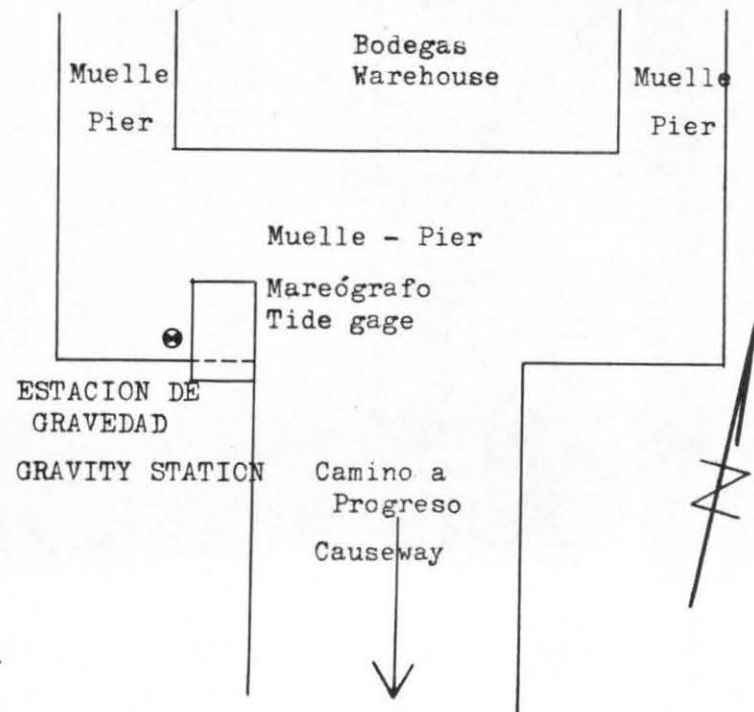 Muelle
Pier
Bodegas
Warehouse
Muelle
Pier
Muelle - Pier
Mareógrafo
Tide gage
ESTACION DE
GRAVEDAD
GRAVITY STATION
Camino a
Progreso
Causeway
N